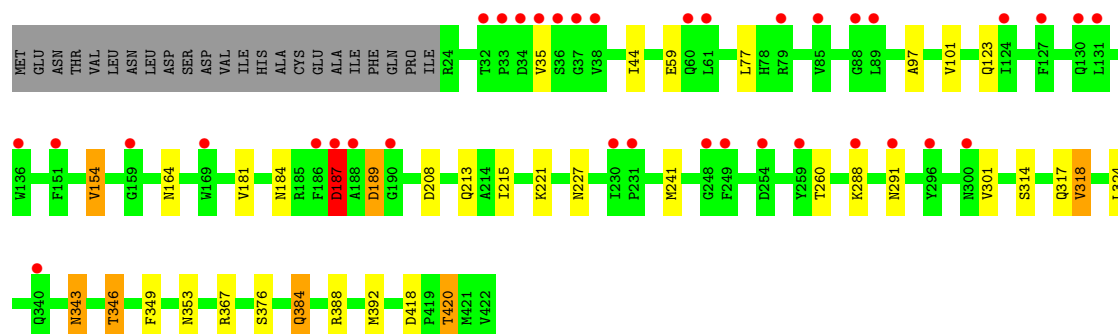 MET GLU ASN THR VAL LEU ASN LEU ASP SER ASP VAL ILE HIS ALA CYS GLU ALA ILE PHE GLN PRO ILE R24 T32 P33 D34 V35 S36 G37 V38 I44 E59 Q60 L61 L77 H78 R79 V85 G88 L89 A97 V101 Q123 I124 F127 Q130 L131
W136 F151 V154 G159 N164 W169 V181 N184 R185 F186 D187 A188 D189 G190 D208 Q213 A214 I215 K221 N227 I230 P231 M241 G248 F249 D254 Y259 T260 K288 N291 Y296 N300 V301 S314 Q317 V318
Q340 N343 T346 F349 N353 R367 S376 Q384 R388 M392 D418 P419 T420 M421 V422